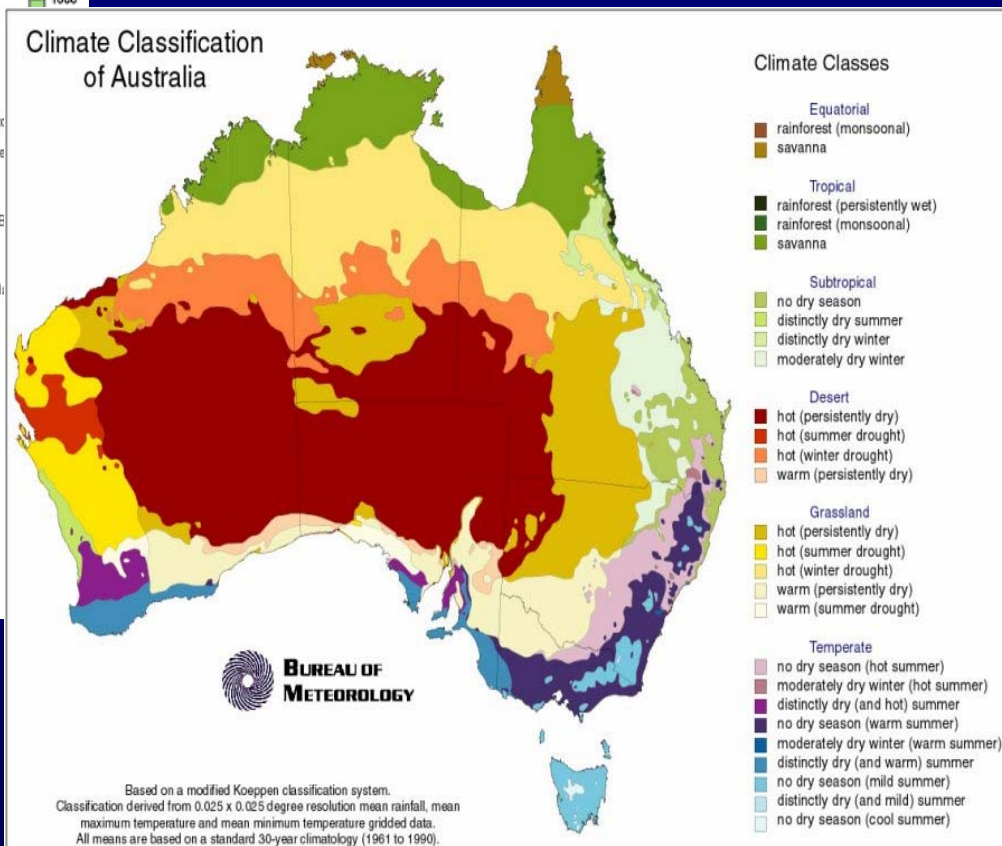 Climate Classification
of Australia
Climate Classes
Equatorial
rainforest (monsoonal)
savanna
Tropical
rainforest (persistently wet)
rainforest (monsoonal)
savanna
Subtropical
no dry season
distinctly dry summer
distinctly dry winter
moderately dry winter
Desert
hot (persistently dry)
hot (summer drought)
hot (winter drought)
warm (persistently dry)
Grassland
hot (persistently dry)
hot (summer drought)
hot (winter drought)
warm (persistently dry)
warm (summer drought)
Temperate
no dry season (hot summer)
moderately dry winter (hot summer)
distinctly dry (and hot) summer
no dry season (warm summer)
moderately dry winter (warm summer)
distinctly dry (and warm) summer
no dry season (mild summer)
distinctly dry (and mild) summer
no dry season (cool summer)
BUREAU OF
METEOROLOGY
Based on a modified Koeppen classification system.
Classification derived from 0.025 x 0.025 degree resolution mean rainfall, mean
maximum temperature and mean minimum temperature gridded data.
All means are based on a standard 30-year climatology (1961 to 1990).